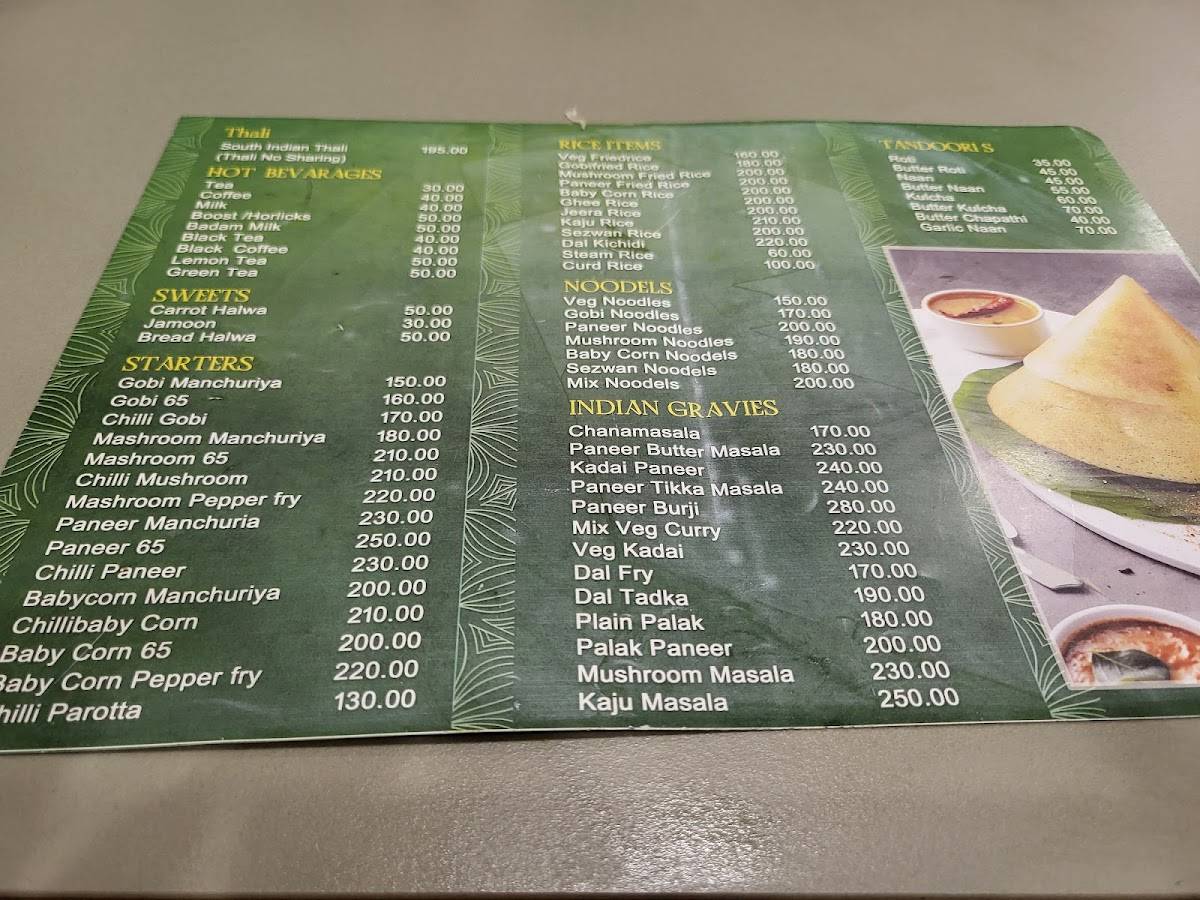 Thali
South Indian Thali 195.00
(Thali No Sharing)
HOT BEVARAGES
Tea 30.00
Coffee 40.00
Milk 40.00
Boost /Horlicks 50.00
Badam Milk 50.00
Black Tea 40.00
Black Coffee 40.00
Lemon Tea 50.00
Green Tea 50.00
SWEETS
Carrot Halwa 50.00
Jamoon 30.00
Bread Halwa 50.00
STARTERS
Gobi Manchuriya 150.00
Gobi 65 160.00
Chilli Gobi 170.00
Mashroom Manchuriya 180.00
Mashroom 65 210.00
Chilli Mushroom 210.00
Mashroom Pepper fry 220.00
Paneer Manchuria 230.00
Paneer 65 250.00
Chilli Paneer 230.00
Babycorn Manchuriya 200.00
Chillibaby Corn 210.00
Baby Corn 65 200.00
Baby Corn Pepper fry 220.00
hilli Parotta 130.00
RICE ITEMS
Veg Friedrice 160.00
Gobifried Rice 180.00
Mushroom Fried Rice 200.00
Paneer Fried Rice 200.00
Baby Corn Rice 200.00
Ghee Rice 200.00
Jeera Rice 200.00
Kaju Rice 210.00
Sezwan Rice 200.00
Dal Kichidi 220.00
Steam Rice 60.00
Curd Rice 100.00
NOODELS
Veg Noodles 150.00
Gobi Noodles 170.00
Paneer Noodles 200.00
Mushroom Noodles 190.00
Baby Corn Noodels 180.00
Sezwan Noodels 180.00
Mix Noodels 200.00
INDIAN GRAVIES
Chanamasala 170.00
Paneer Butter Masala 230.00
Kadai Paneer 240.00
Paneer Tikka Masala 240.00
Paneer Burji 280.00
Mix Veg Curry 220.00
Veg Kadai 230.00
Dal Fry 170.00
Dal Tadka 190.00
Plain Palak 180.00
Palak Paneer 200.00
Mushroom Masala 230.00
Kaju Masala 250.00
TANDOORI S
Roti 35.00
Butter Roti 45.00
Naan 45.00
Butter Naan 55.00
Kulcha 60.00
Butter Kulcha 70.00
Butter Chapathi 40.00
Garlic Naan 70.00